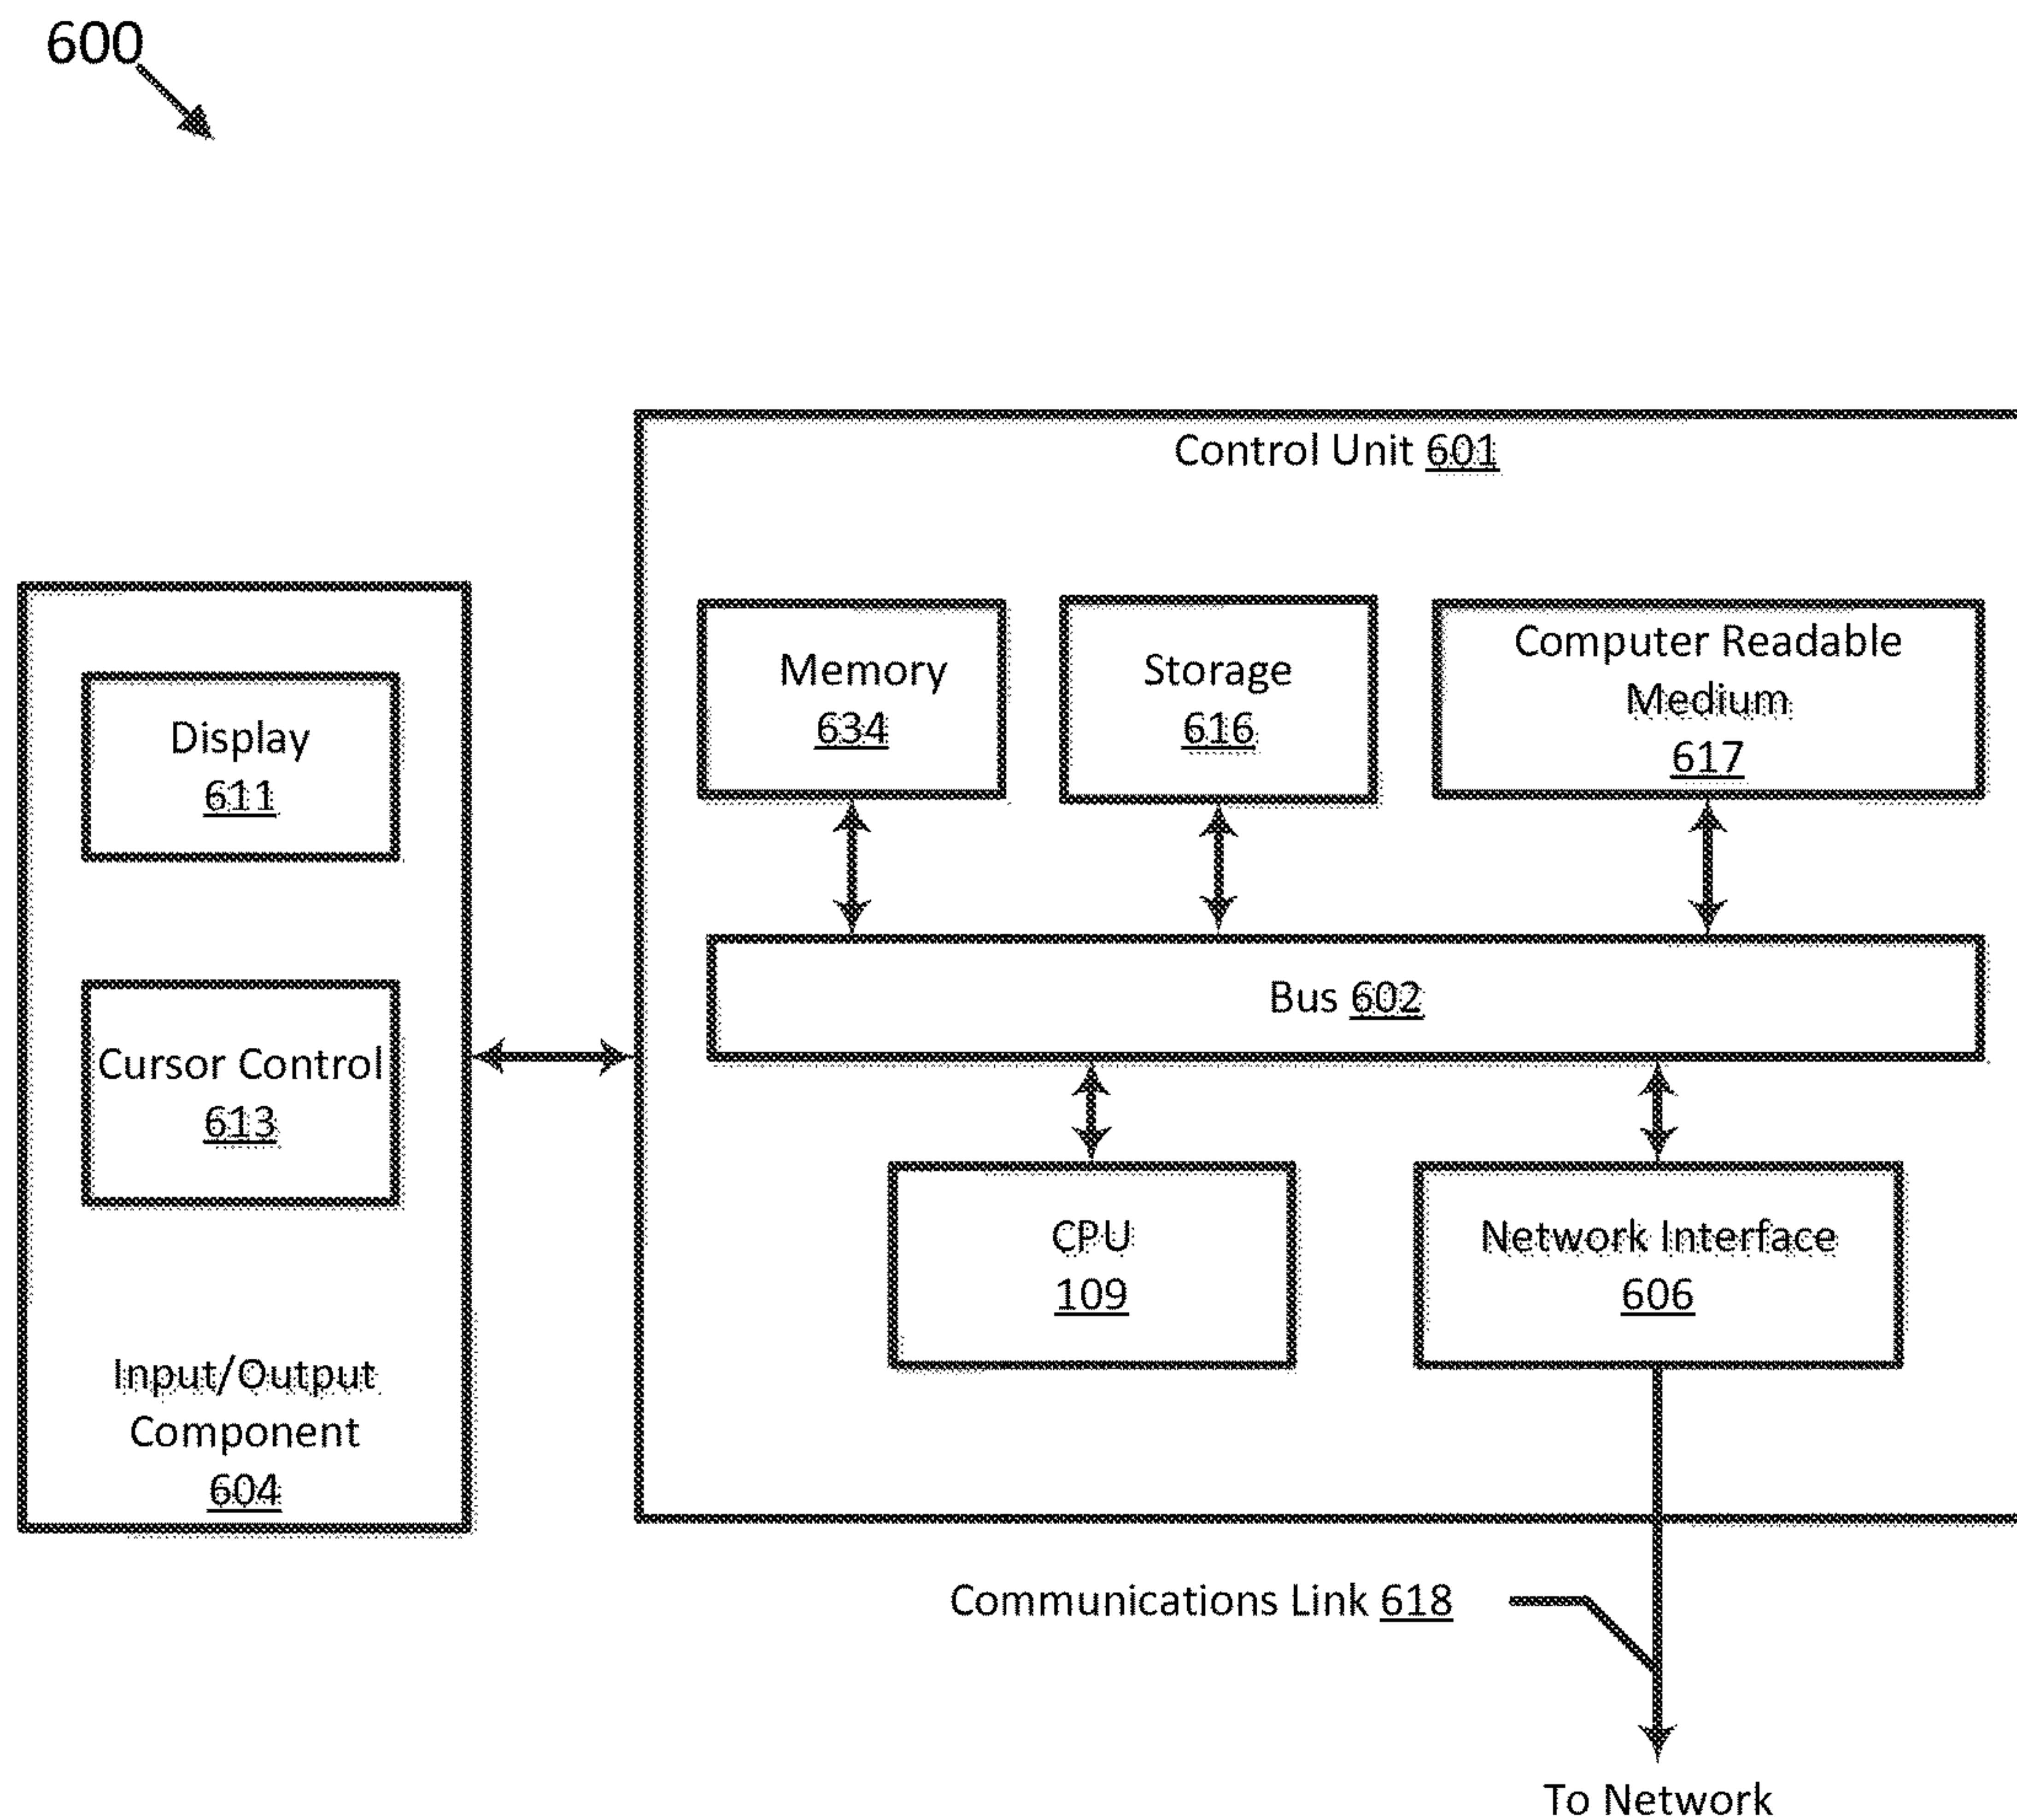 600
Control Unit 601
Memory
634
Storage
616
Computer Readable
Medium
617
Display
611
Bus 602
Cursor Control
613
CPU
109
Network Interface
606
Input/Output
Component
604
Communications Link 618
To Network